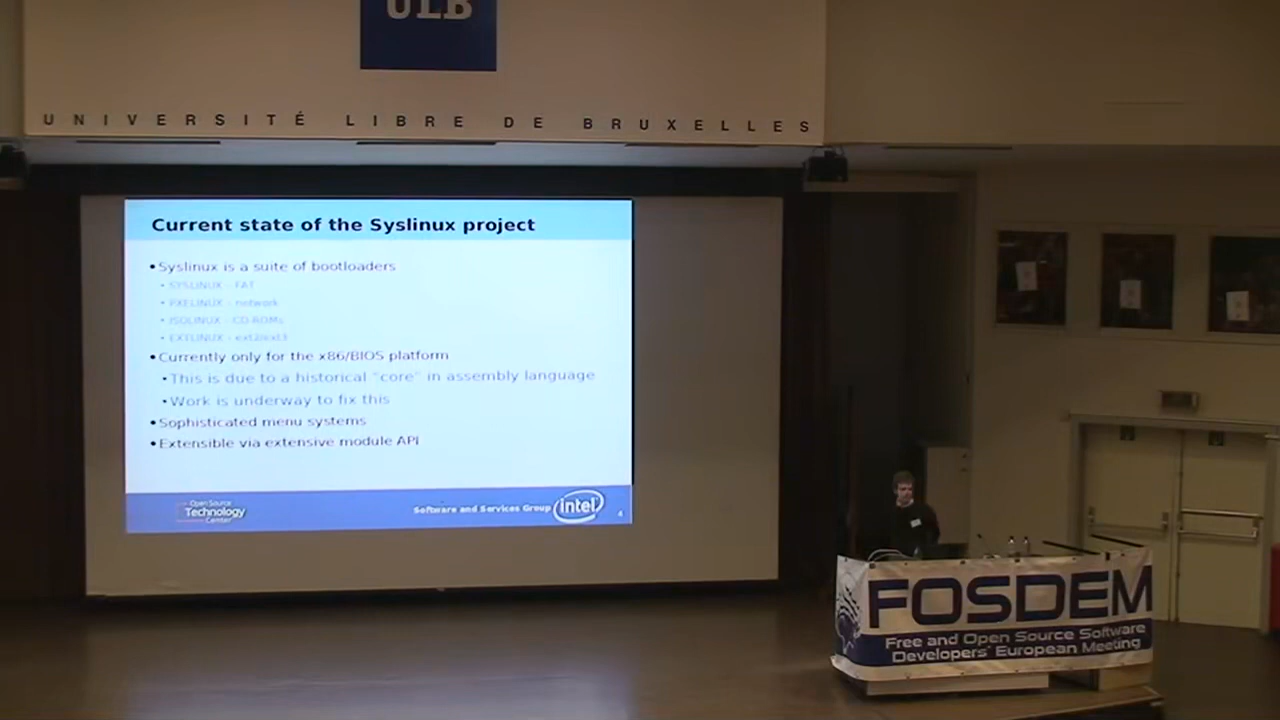 ULB
UNIVERSITÉ LIBRE DE BRUXELLES
Current state of the Syslinux project
•Syslinux is a suite of bootloaders
• SYSLINUX - FAT
• PXELINUX - network
• ISOLINUX - CD-ROMs
• EXTLINUX - ext2/ext3
•Currently only for the x86/BIOS platform
•This is due to a historical "core" in assembly language
•Work is underway to fix this
•Sophisticated menu systems
•Extensible via extensive module API
Open Source
Technology
Center
Software and Services Group
intel
4
FOSDEM
Free and Open Source Software
Developers' European Meeting